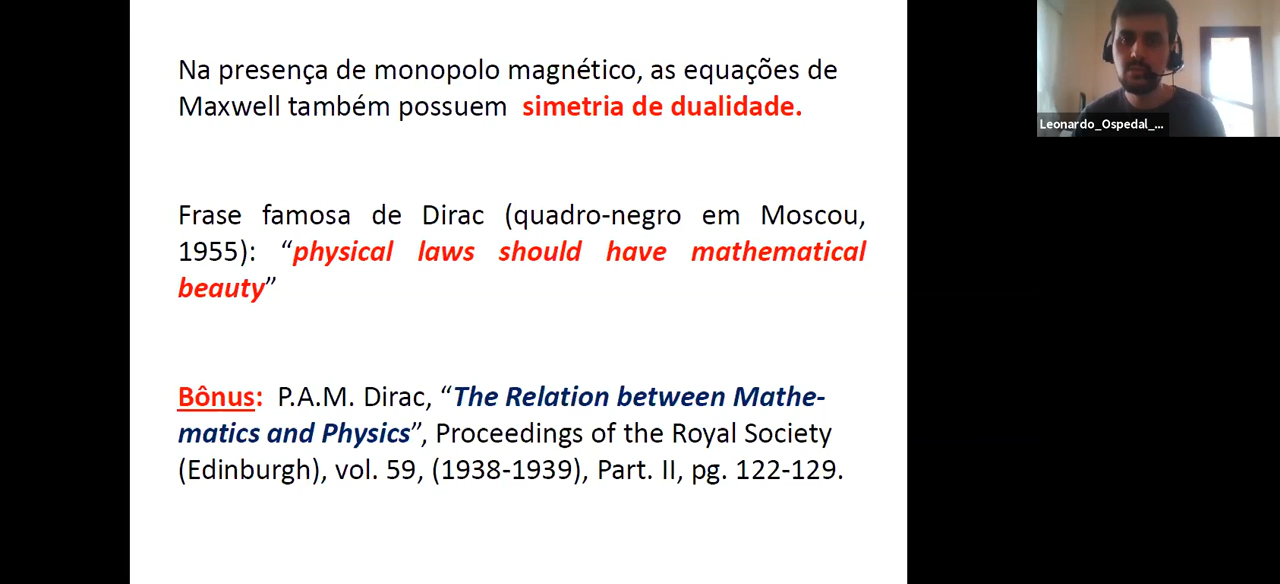 Na presença de monopolo magnético, as equações de
Maxwell também possuem simetria de dualidade.
Frase famosa de Dirac (quadro-negro em Moscou,
1955): “physical laws should have mathematical
beauty”
Bônus: P.A.M. Dirac, “The Relation between Mathe-
matics and Physics”, Proceedings of the Royal Society
(Edinburgh), vol. 59, (1938-1939), Part. II, pg. 122-129.
Leonardo_Ospedal_...